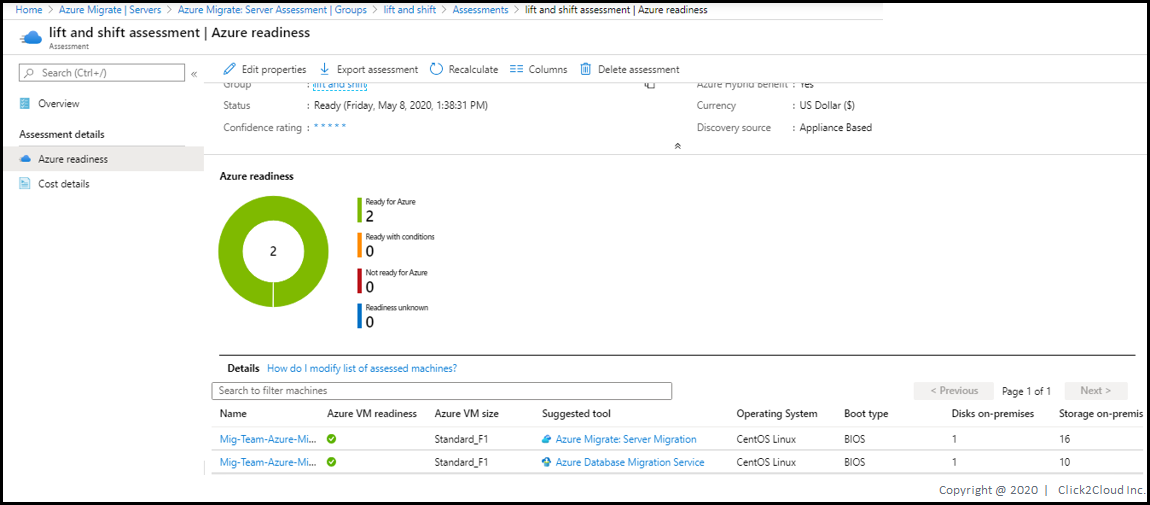 Home > Azure Migrate | Servers > Azure Migrate: Server Assessment | Groups > lift and shift > Assessments > lift and shift assessment | Azure readiness
lift and shift assessment | Azure readiness
Assessment
Search (Ctrl+/)
«
Edit properties
Export assessment
Recalculate
Columns
Delete assessment
Overview
Assessment details
Azure readiness
Cost details
Group : lift and shift
Azure Hybrid Benefit : Yes
Status : Ready (Friday, May 8, 2020, 1:38:31 PM)
Currency : US Dollar ($)
Confidence rating : * * * * *
Discovery source : Appliance Based
Azure readiness
2
Ready for Azure
2
Ready with conditions
0
Not ready for Azure
0
Readiness unknown
0
Details How do I modify list of assessed machines?
Search to filter machines
< Previous Page 1 of 1 Next >
Name Azure VM readiness Azure VM size Suggested tool Operating System Boot type Disks on-premises Storage on-premis
Mig-Team-Azure-Mi... Standard_F1 Azure Migrate: Server Migration CentOS Linux BIOS 1 16
Mig-Team-Azure-Mi... Standard_F1 Azure Database Migration Service CentOS Linux BIOS 1 10
Copyright @ 2020 | Click2Cloud Inc.